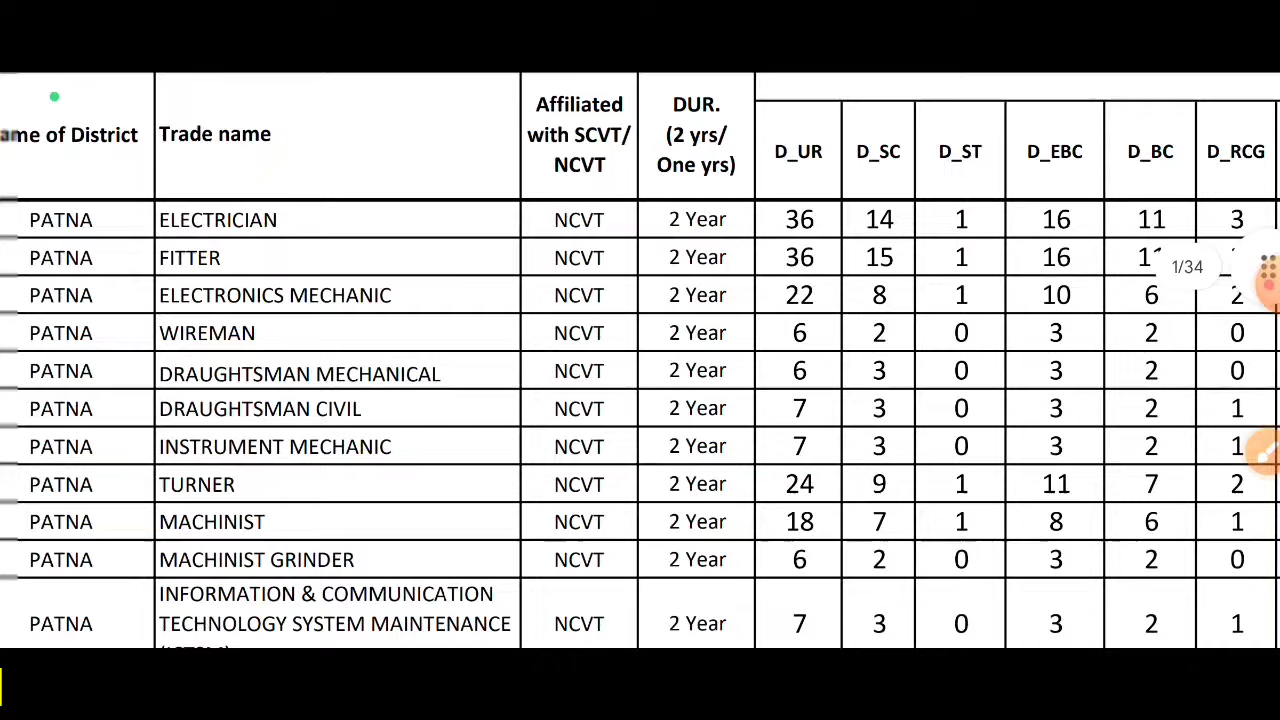 me of District Trade name Affiliated with SCVT/ NCVT DUR. (2 yrs/ One yrs) D_UR D_SC D_ST D_EBC D_BC D_RCG
PATNA ELECTRICIAN NCVT 2 Year 36 14 1 16 11 3
PATNA FITTER NCVT 2 Year 36 15 1 16
1/34
PATNA ELECTRONICS MECHANIC NCVT 2 Year 22 8 1 10 6 2
PATNA WIREMAN NCVT 2 Year 6 2 0 3 2 0
PATNA DRAUGHTSMAN MECHANICAL NCVT 2 Year 6 3 0 3 2 0
PATNA DRAUGHTSMAN CIVIL NCVT 2 Year 7 3 0 3 2 1
PATNA INSTRUMENT MECHANIC NCVT 2 Year 7 3 0 3 2 1
PATNA TURNER NCVT 2 Year 24 9 1 11 7 2
PATNA MACHINIST NCVT 2 Year 18 7 1 8 6 1
PATNA MACHINIST GRINDER NCVT 2 Year 6 2 0 3 2 0
INFORMATION & COMMUNICATION
PATNA TECHNOLOGY SYSTEM MAINTENANCE NCVT 2 Year 7 3 0 3 2 1